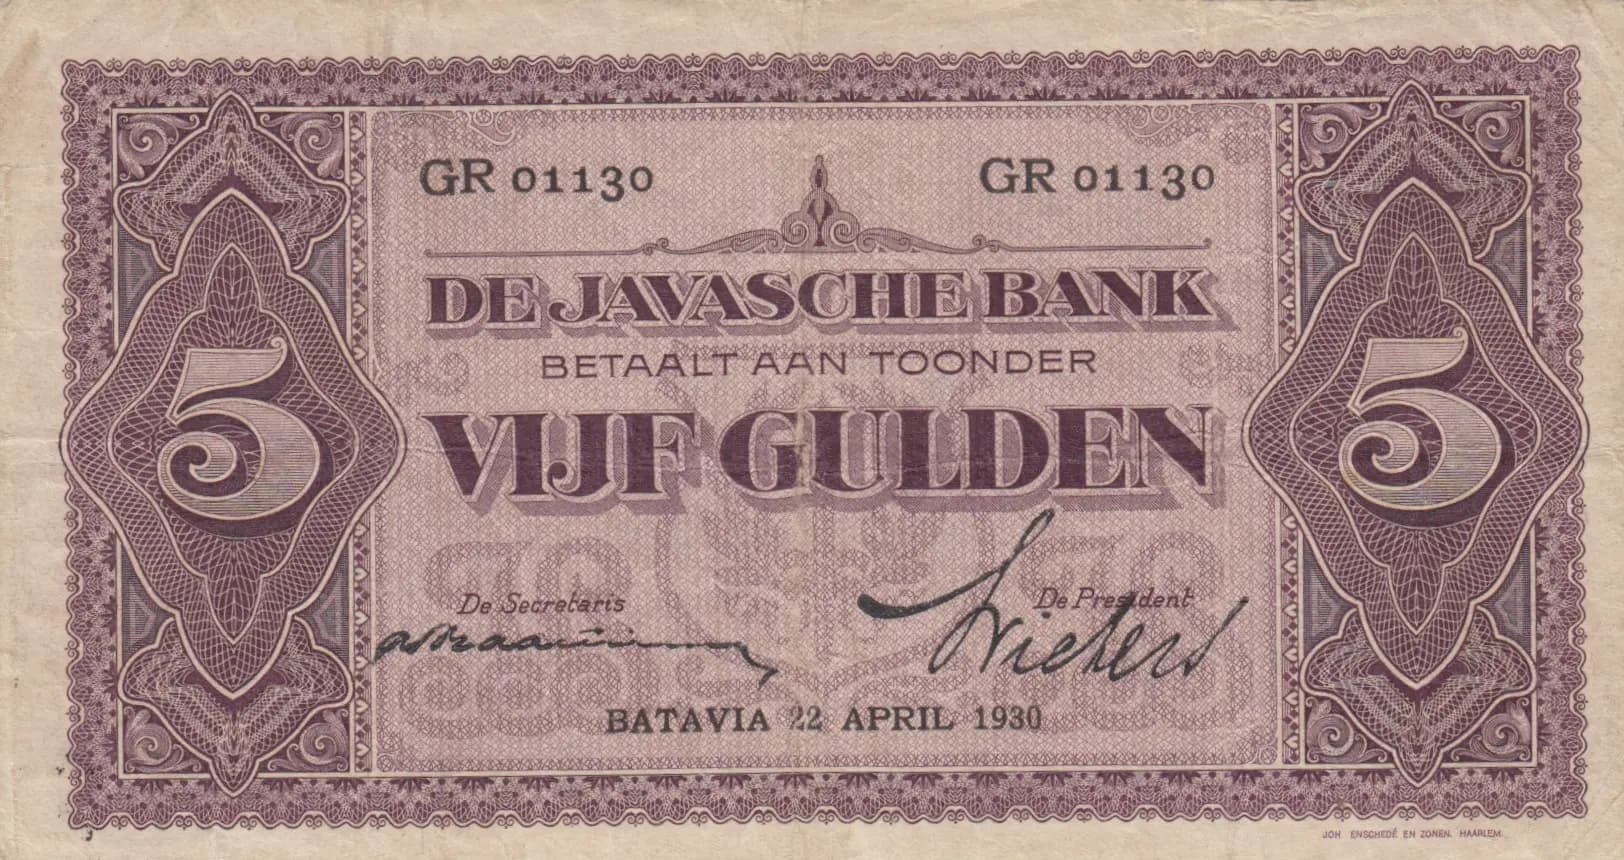 GR 01130 GR 01130
DE JAVASCHE BANK
BETAALT AAN TOONDER
VIJF GULDEN
5 5
De Secretaris De President
BATAVIA 22 APRIL 1930
JOH. ENSCHEDÉ EN ZONEN. HAARLEM.